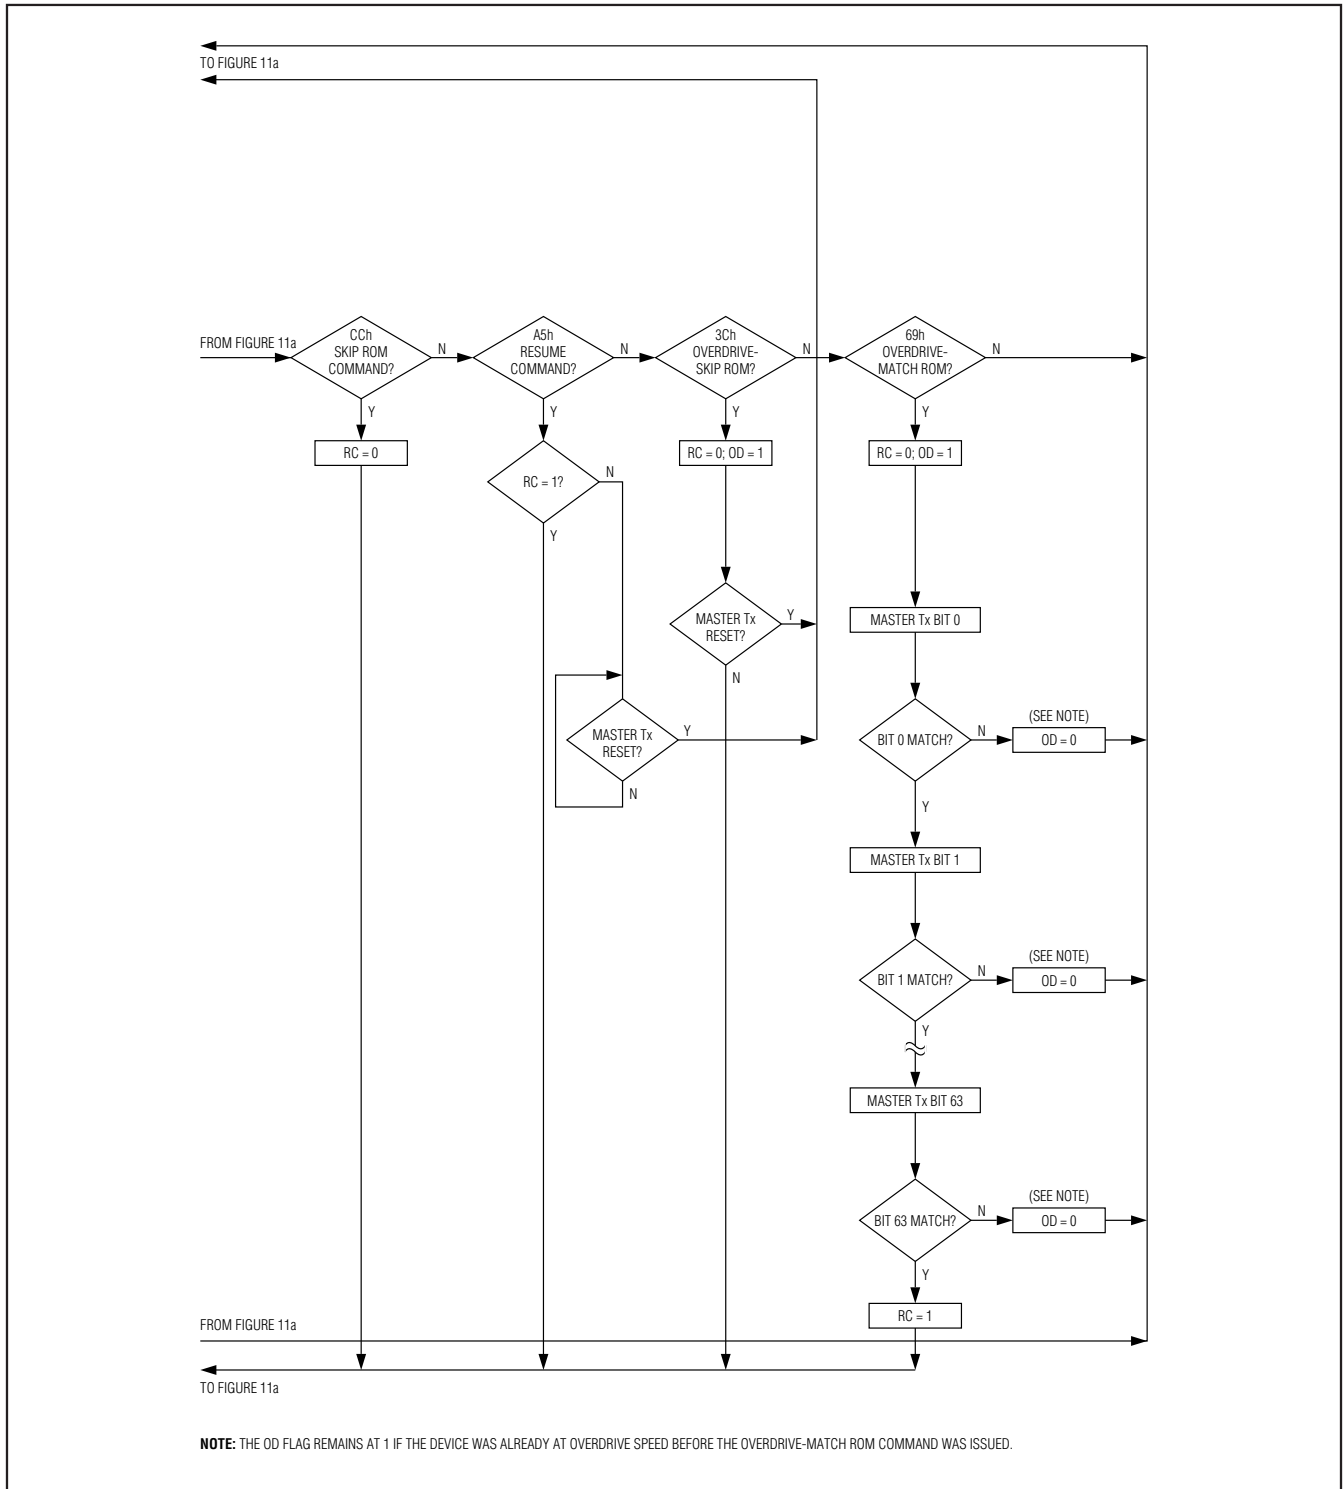 TO FIGURE 11a
FROM FIGURE 11a
CCh
SKIP ROM
COMMAND?
N
A5h
RESUME
COMMAND?
N
3Ch
OVERDRIVE-
SKIP ROM?
N
69h
OVERDRIVE-
MATCH ROM?
N
Y
Y
Y
Y
RC = 0
RC = 1?
N
Y
RC = 0; OD = 1
RC = 0; OD = 1
MASTER Tx
RESET?
Y
N
MASTER Tx
RESET?
Y
N
MASTER Tx BIT 0
BIT 0 MATCH?
N
(SEE NOTE)
OD = 0
Y
MASTER Tx BIT 1
BIT 1 MATCH?
N
(SEE NOTE)
OD = 0
Y
MASTER Tx BIT 63
BIT 63 MATCH?
N
(SEE NOTE)
OD = 0
Y
RC = 1
FROM FIGURE 11a
TO FIGURE 11a
NOTE: THE OD FLAG REMAINS AT 1 IF THE DEVICE WAS ALREADY AT OVERDRIVE SPEED BEFORE THE OVERDRIVE-MATCH ROM COMMAND WAS ISSUED.